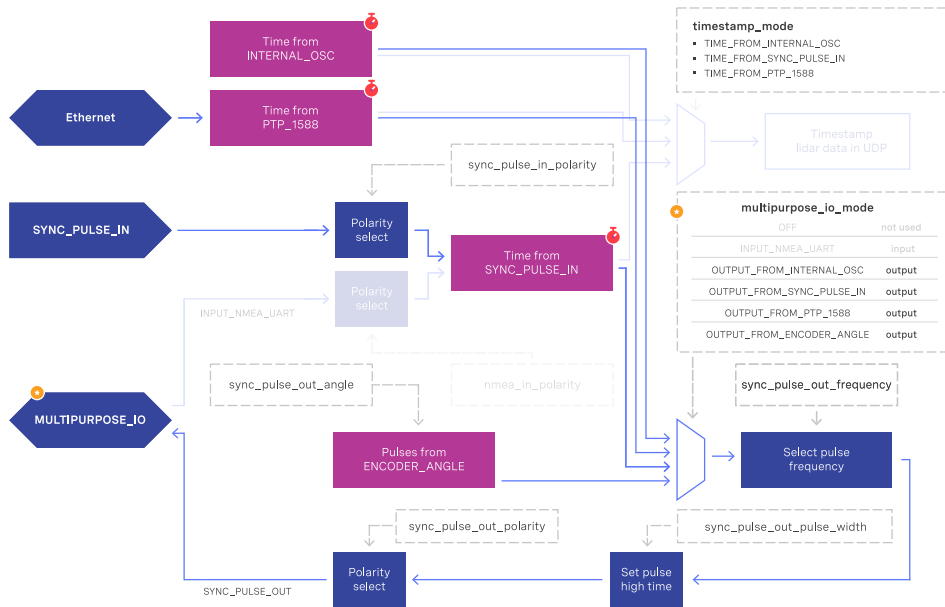 Time from
INTERNAL_OSC
timestamp_mode
TIME_FROM_INTERNAL_OSC
TIME_FROM_SYNC_PULSE_IN
TIME_FROM_PTP_1588
Ethernet
Time from
PTP_1588
Timestamp
lidar data in UDP
sync_pulse_in_polarity
SYNC_PULSE_IN
Polarity
select
Time from
SYNC_PULSE_IN
multipurpose_io_mode
OFF not used
INPUT_NMEA_UART input
OUTPUT_FROM_INTERNAL_OSC output
OUTPUT_FROM_SYNC_PULSE_IN output
OUTPUT_FROM_PTP_1588 output
OUTPUT_FROM_ENCODER_ANGLE output
Polarity
select
INPUT_NMEA_UART
sync_pulse_out_angle
nmea_in_polarity
sync_pulse_out_frequency
MULTIPURPOSE_IO
Pulses from
ENCODER_ANGLE
Select pulse
frequency
sync_pulse_out_polarity
sync_pulse_out_pulse_width
Polarity
select
Set pulse
high time
SYNC_PULSE_OUT